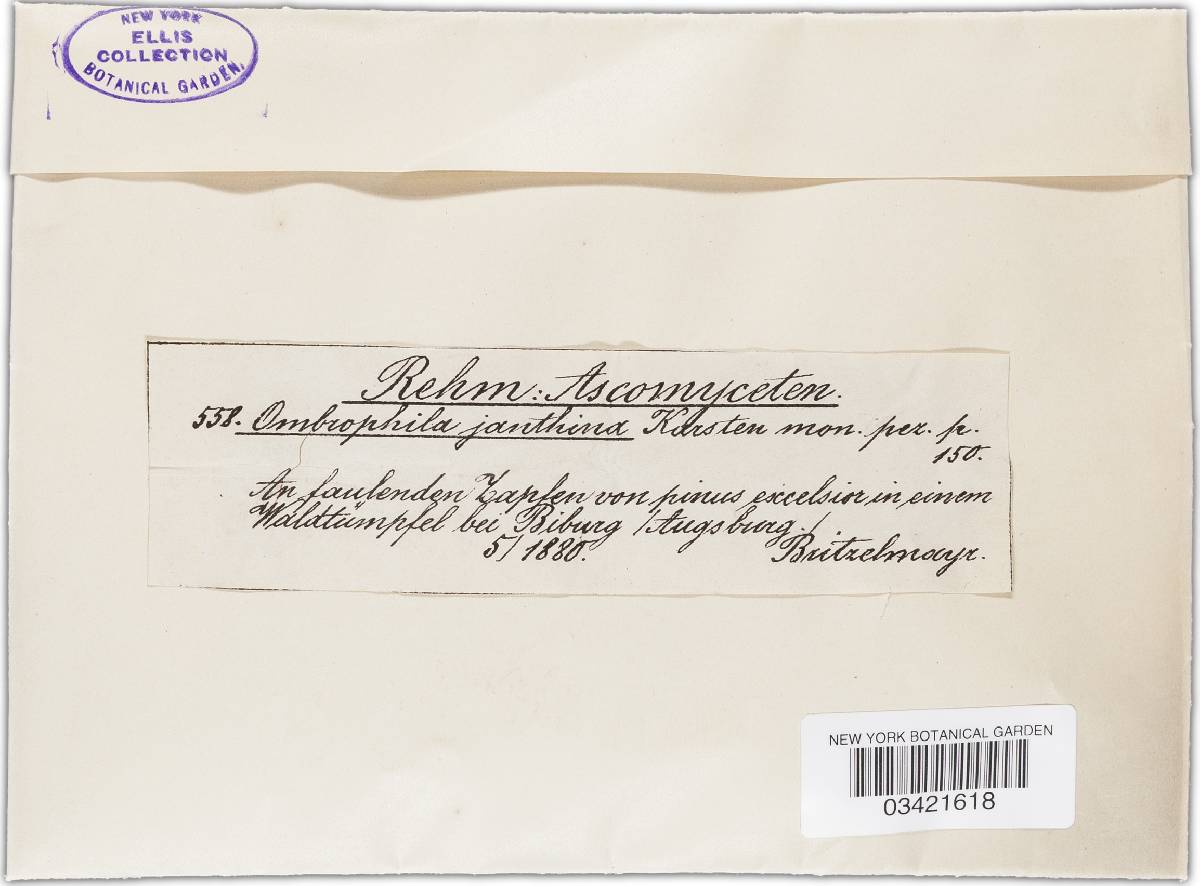 NEW YORK
ELLIS
COLLECTION
BOTANICAL GARDEN.
Rehm: Ascomyceten.
558. Ombrophila janthina Karsten mon. pez. p.
150.
An faulenden Zapfen von pinus excelsior in einem
Waldtümpfel bei Biburg /Augsburg./
5/1880. Britzelmayr.
NEW YORK BOTANICAL GARDEN
03421618